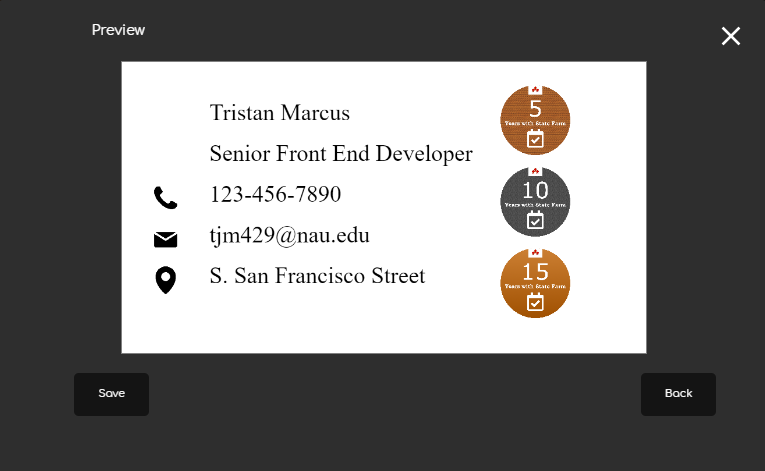 Preview
Tristan Marcus
Senior Front End Developer
123-456-7890
tjm429@nau.edu
S. San Francisco Street
5
Years with State Farm
10
Years with State Farm
15
Years with State Farm
Save
Back